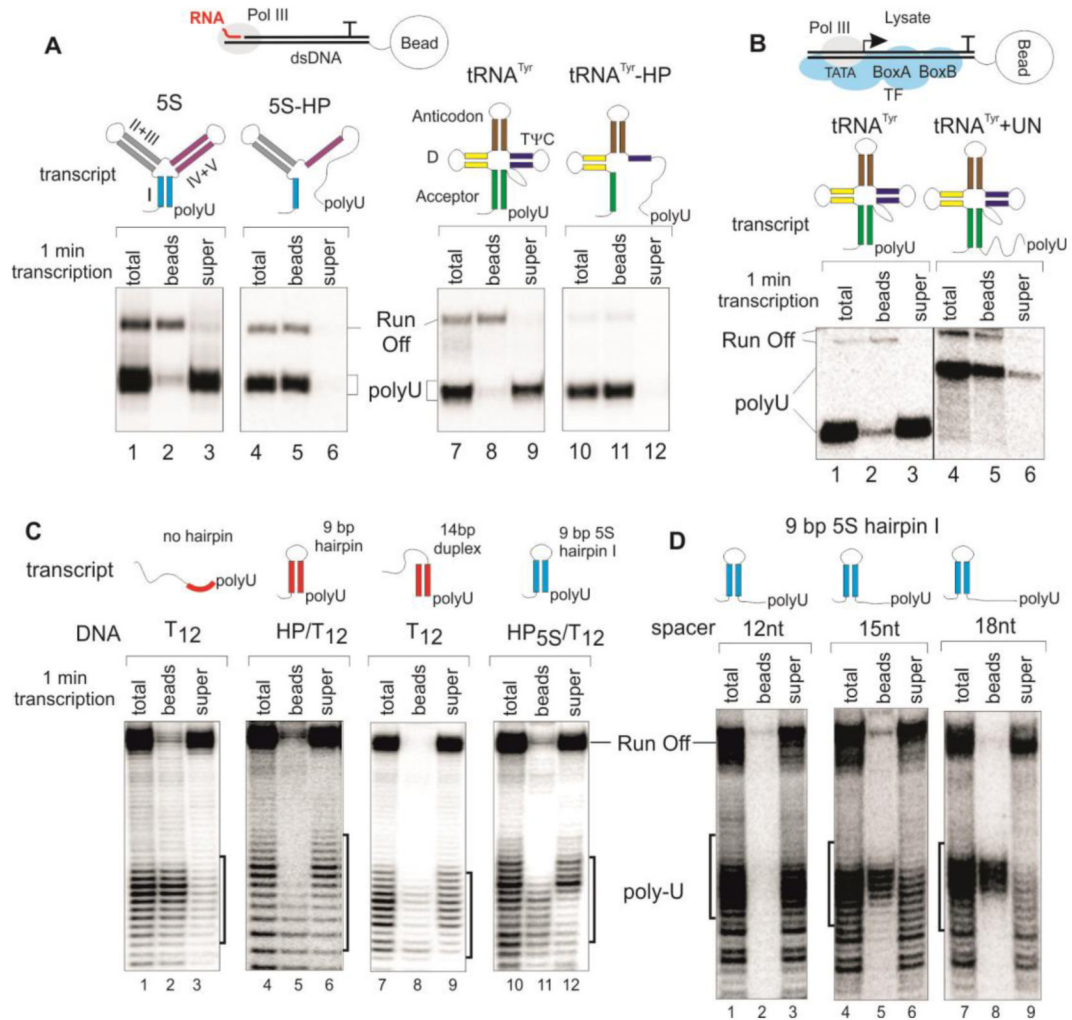 A
RNA
Pol III
dsDNA
Bead
5S
5S-HP
tRNA^Tyr
tRNA^Tyr-HP
II+III
IV+V
I
transcript
polyU
polyU
Anticodon
TΨC
D
Acceptor
polyU
polyU
1 min
transcription
total
beads
super
total
beads
super
total
beads
super
total
beads
super
Run
Off
polyU
1 2 3 4 5 6 7 8 9 10 11 12
B
Pol III
Lysate
TATA
BoxA
BoxB
TF
Bead
tRNA^Tyr
tRNA^Tyr+UN
transcript
polyU
polyU
1 min
transcription
total
beads
super
total
beads
super
Run Off
polyU
1 2 3 4 5 6
C
transcript
no hairpin
polyU
9 bp
hairpin
polyU
14bp
duplex
polyU
9 bp 5S
hairpin I
polyU
DNA
T12
HP/T12
T12
HP5S/T12
1 min
transcription
total
beads
super
total
beads
super
total
beads
super
total
beads
super
Run Off
poly-U
1 2 3 4 5 6 7 8 9 10 11 12
D
9 bp 5S hairpin I
polyU
polyU
polyU
spacer
12nt
15nt
18nt
total
beads
super
total
beads
super
total
beads
super
1 2 3 4 5 6 7 8 9